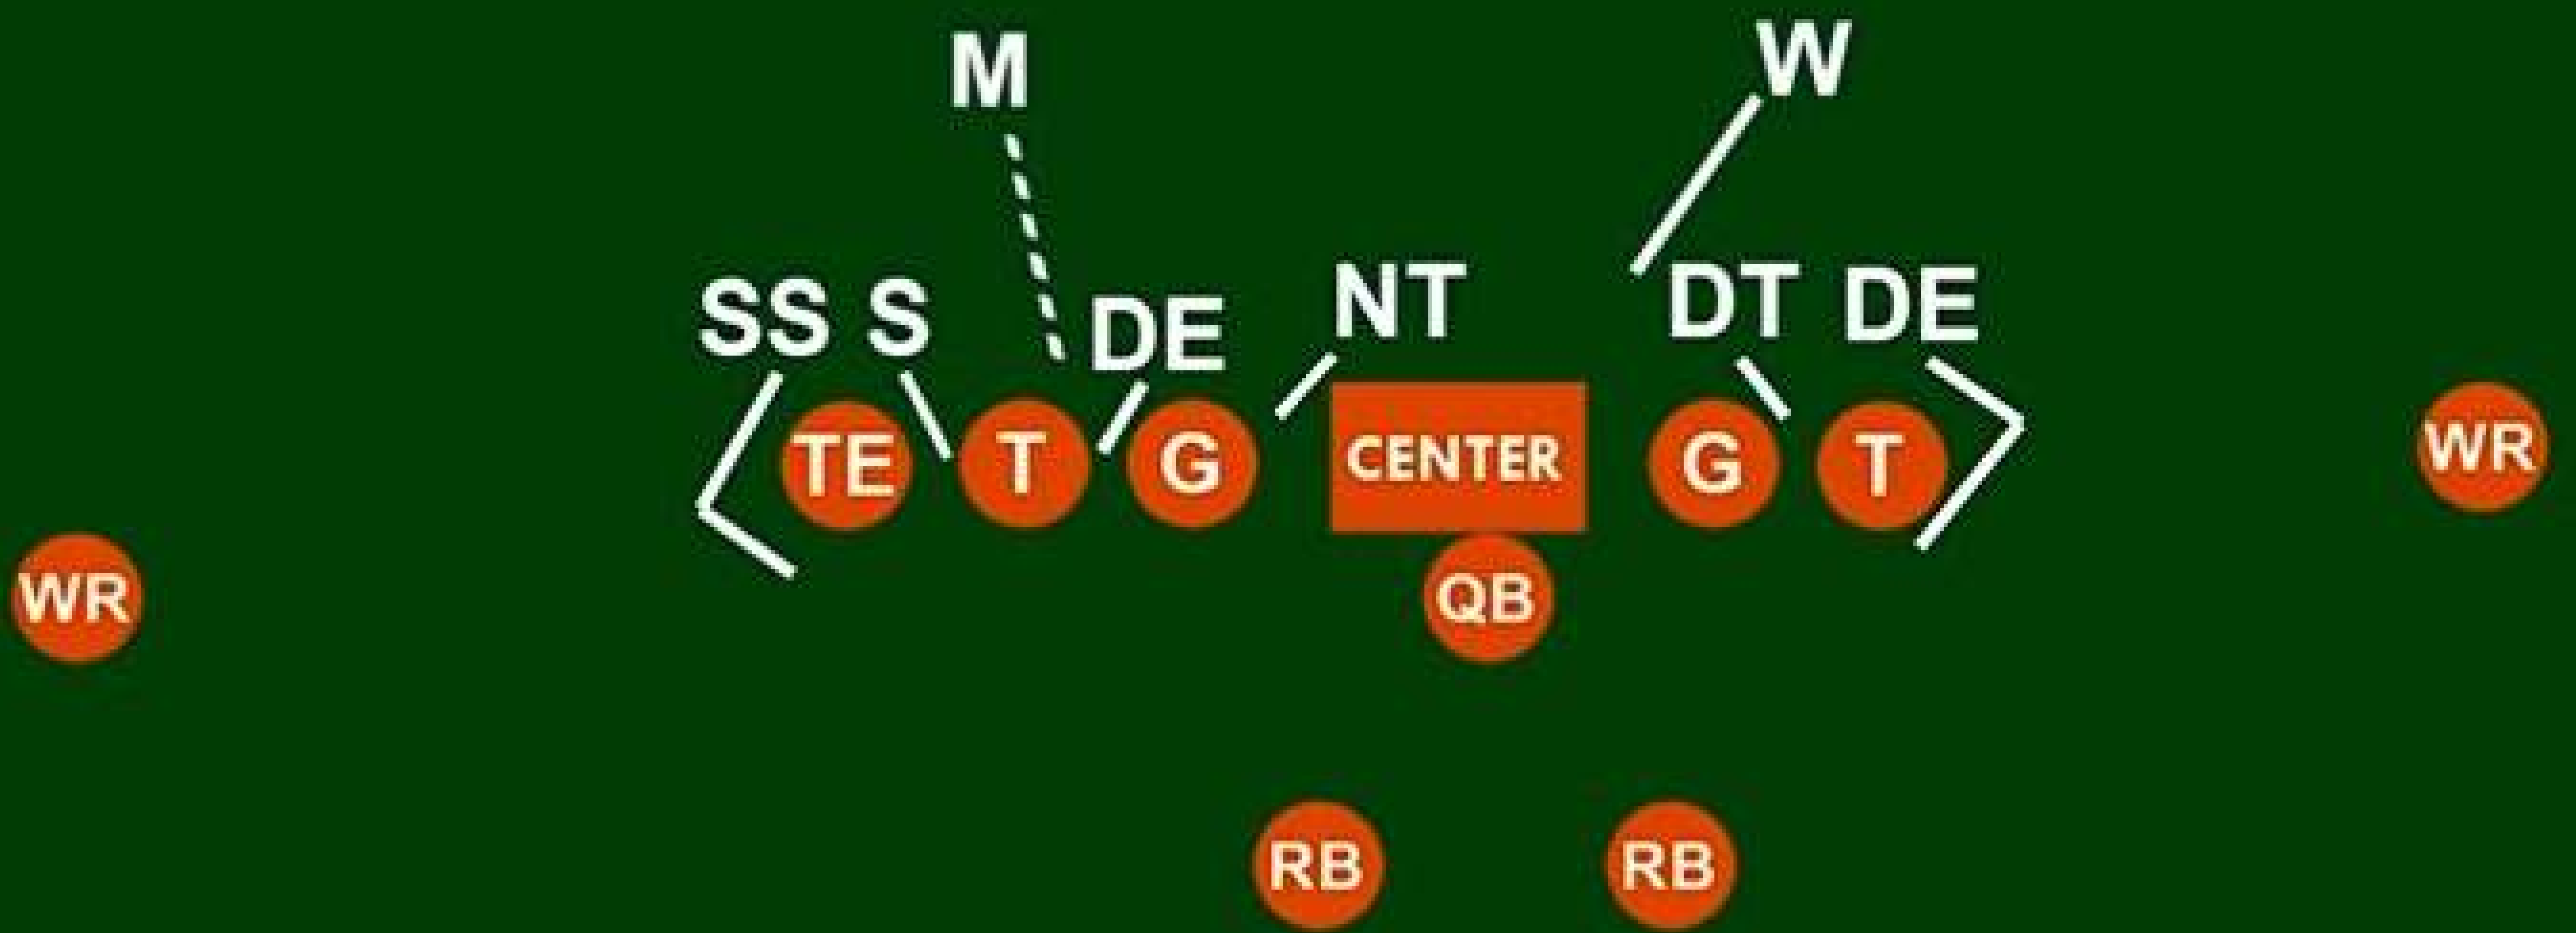 M W
SS S DE NT DT DE
TE T G CENTER G T WR
WR QB
RB RB